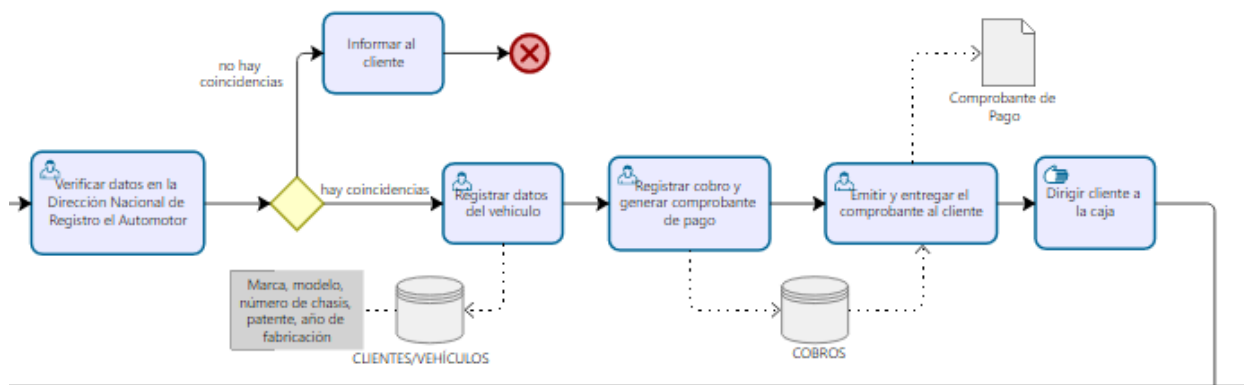 Informar al
cliente
no hay
coincidencias
Comprobante de
Pago
Verificar datos en la
Dirección Nacional de
Registro el Automotor
hay coincidencias
Registrar datos
del vehiculo
Registrar cobro y
generar comprobante
de pago
Emitir y entregar el
comprobante al cliente
Dirigir cliente a
la caja
Marca, modelo,
número de chasis,
patente, año de
fabricación
CLIENTES/VEHÍCULOS
COBROS